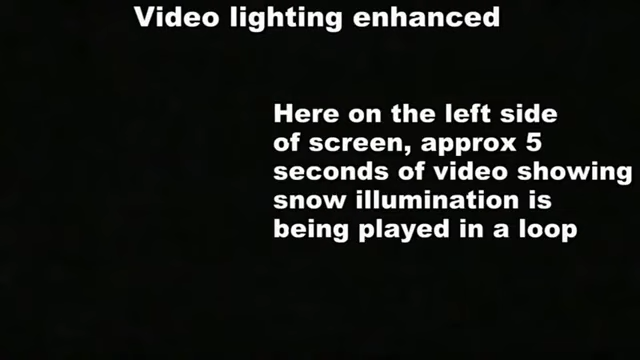 Video lighting enhanced
Here on the left side
of screen, approx 5
seconds of video showing
snow illumination is
being played in a loop